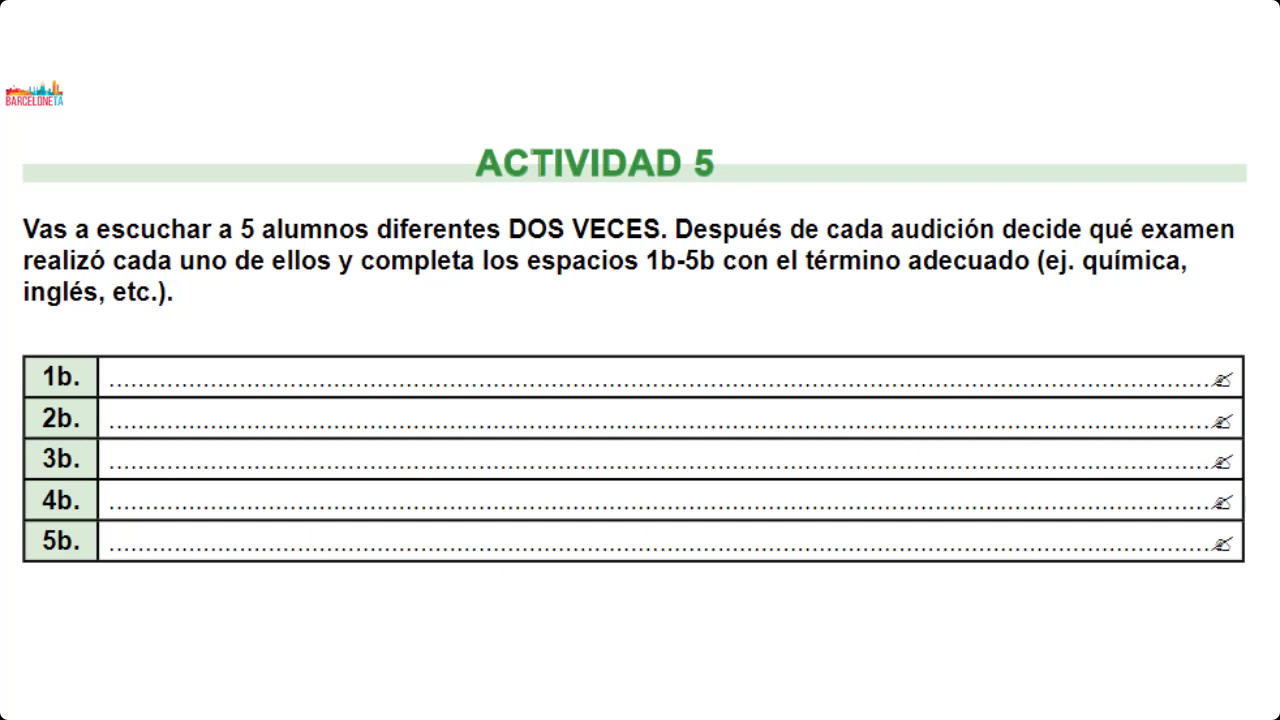 BARCELONETA
ACTIVIDAD 5
Vas a escuchar a 5 alumnos diferentes DOS VECES. Después de cada audición decide qué examen
realizó cada uno de ellos y completa los espacios 1b-5b con el término adecuado (ej. química,
inglés, etc.).
1b. ........................................................................................................................................................
2b. ........................................................................................................................................................
3b. ........................................................................................................................................................
4b. ........................................................................................................................................................
5b. ........................................................................................................................................................